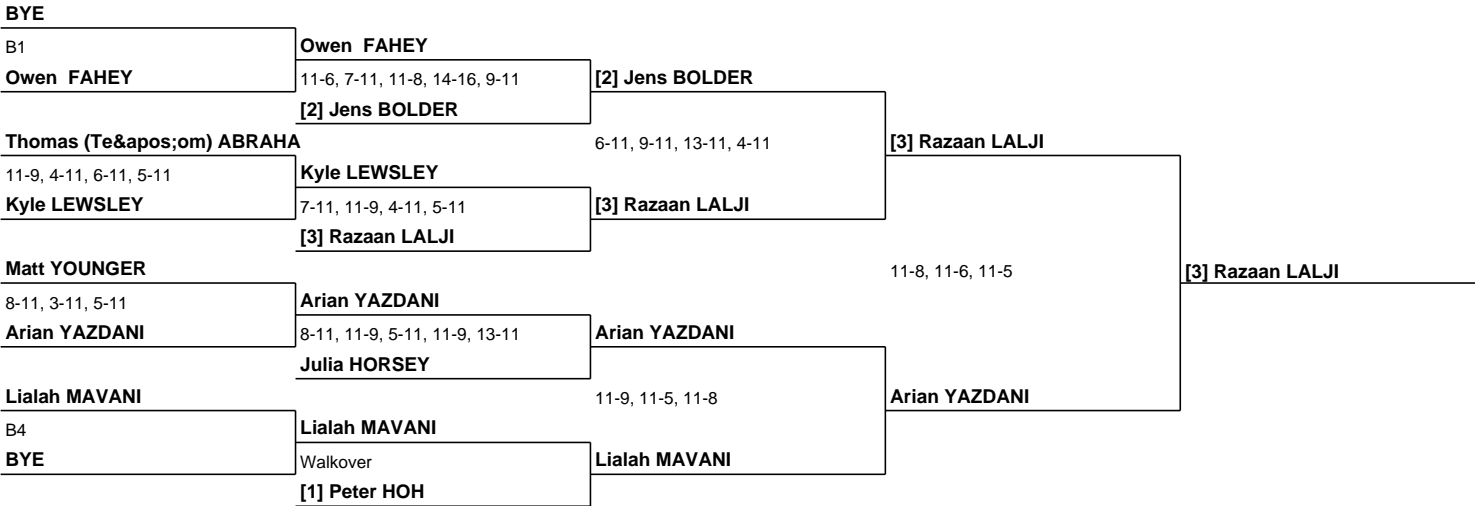 BYE
B1
Owen  FAHEY
Owen  FAHEY
11-6, 7-11, 11-8, 14-16, 9-11
[2] Jens BOLDER
[2] Jens BOLDER
Thomas (Te&apos;om) ABRAHA
6-11, 9-11, 13-11, 4-11
[3] Razaan LALJI
11-9, 4-11, 6-11, 5-11
Kyle LEWSLEY
Kyle LEWSLEY
7-11, 11-9, 4-11, 5-11
[3] Razaan LALJI
[3] Razaan LALJI
Matt YOUNGER
11-8, 11-6, 11-5
[3] Razaan LALJI
8-11, 3-11, 5-11
Arian YAZDANI
Arian YAZDANI
8-11, 11-9, 5-11, 11-9, 13-11
Arian YAZDANI
Julia HORSEY
Lialah MAVANI
11-9, 11-5, 11-8
Arian YAZDANI
B4
Lialah MAVANI
BYE
Walkover
Lialah MAVANI
[1] Peter HOH